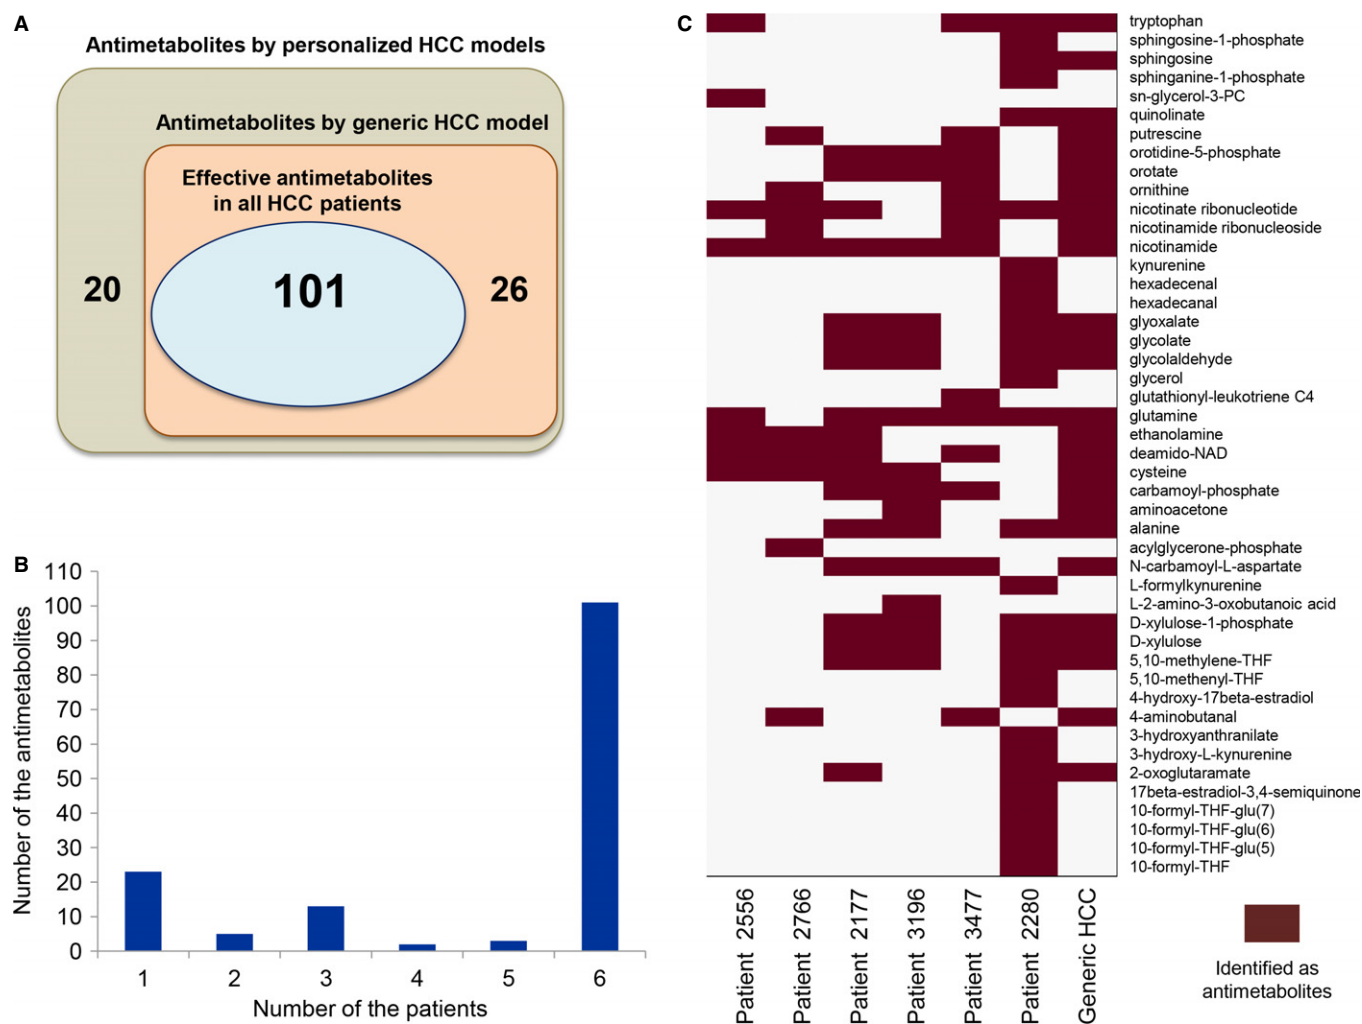 A
Antimetabolites by personalized HCC models
Antimetabolites by generic HCC model
Effective antimetabolites
in all HCC patients
20
101
26
B
Number of the antimetabolites
110
100
90
80
70
60
50
40
30
20
10
0
1 2 3 4 5 6
Number of the patients
C
tryptophan
sphingosine-1-phosphate
sphingosine
sphinganine-1-phosphate
sn-glycerol-3-PC
quinolinate
putrescine
orotidine-5-phosphate
orotate
ornithine
nicotinate ribonucleotide
nicotinamide ribonucleoside
nicotinamide
kynurenine
hexadecenal
hexadecanal
glyoxalate
glycolate
glycolaldehyde
glycerol
glutathionyl-leukotriene C4
glutamine
ethanolamine
deamido-NAD
cysteine
carbamoyl-phosphate
aminoacetone
alanine
acylglycerone-phosphate
N-carbamoyl-L-aspartate
L-formylkynurenine
L-2-amino-3-oxobutanoic acid
D-xylulose-1-phosphate
D-xylulose
5,10-methylene-THF
5,10-methenyl-THF
4-hydroxy-17beta-estradiol
4-aminobutanal
3-hydroxyanthranilate
3-hydroxy-L-kynurenine
2-oxoglutaramate
17beta-estradiol-3,4-semiquinone
10-formyl-THF-glu(7)
10-formyl-THF-glu(6)
10-formyl-THF-glu(5)
10-formyl-THF
Patient 2556
Patient 2766
Patient 2177
Patient 3196
Patient 3477
Patient 2280
Generic HCC
Identified as
antimetabolites